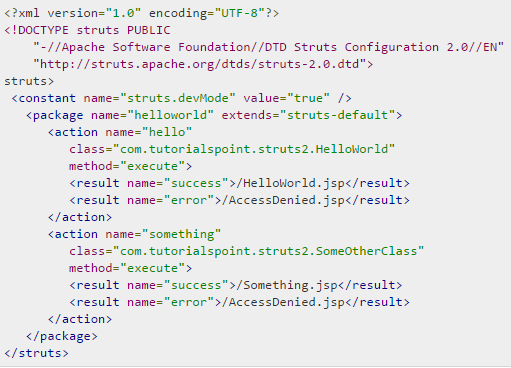 <?xml version="1.0" encoding="UTF-8"?>
<!DOCTYPE struts PUBLIC
"-//Apache Software Foundation//DTD Struts Configuration 2.0//EN"
"http://struts.apache.org/dtds/struts-2.0.dtd">
struts>
<constant name="struts.devMode" value="true" />
<package name="helloworld" extends="struts-default">
<action name="hello"
class="com.tutorialspoint.struts2.HelloWorld"
method="execute">
<result name="success">/HelloWorld.jsp</result>
<result name="error">/AccessDenied.jsp</result>
</action>
<action name="something"
class="com.tutorialspoint.struts2.SomeOtherClass"
method="execute">
<result name="success">/Something.jsp</result>
<result name="error">/AccessDenied.jsp</result>
</action>
</package>
</struts>